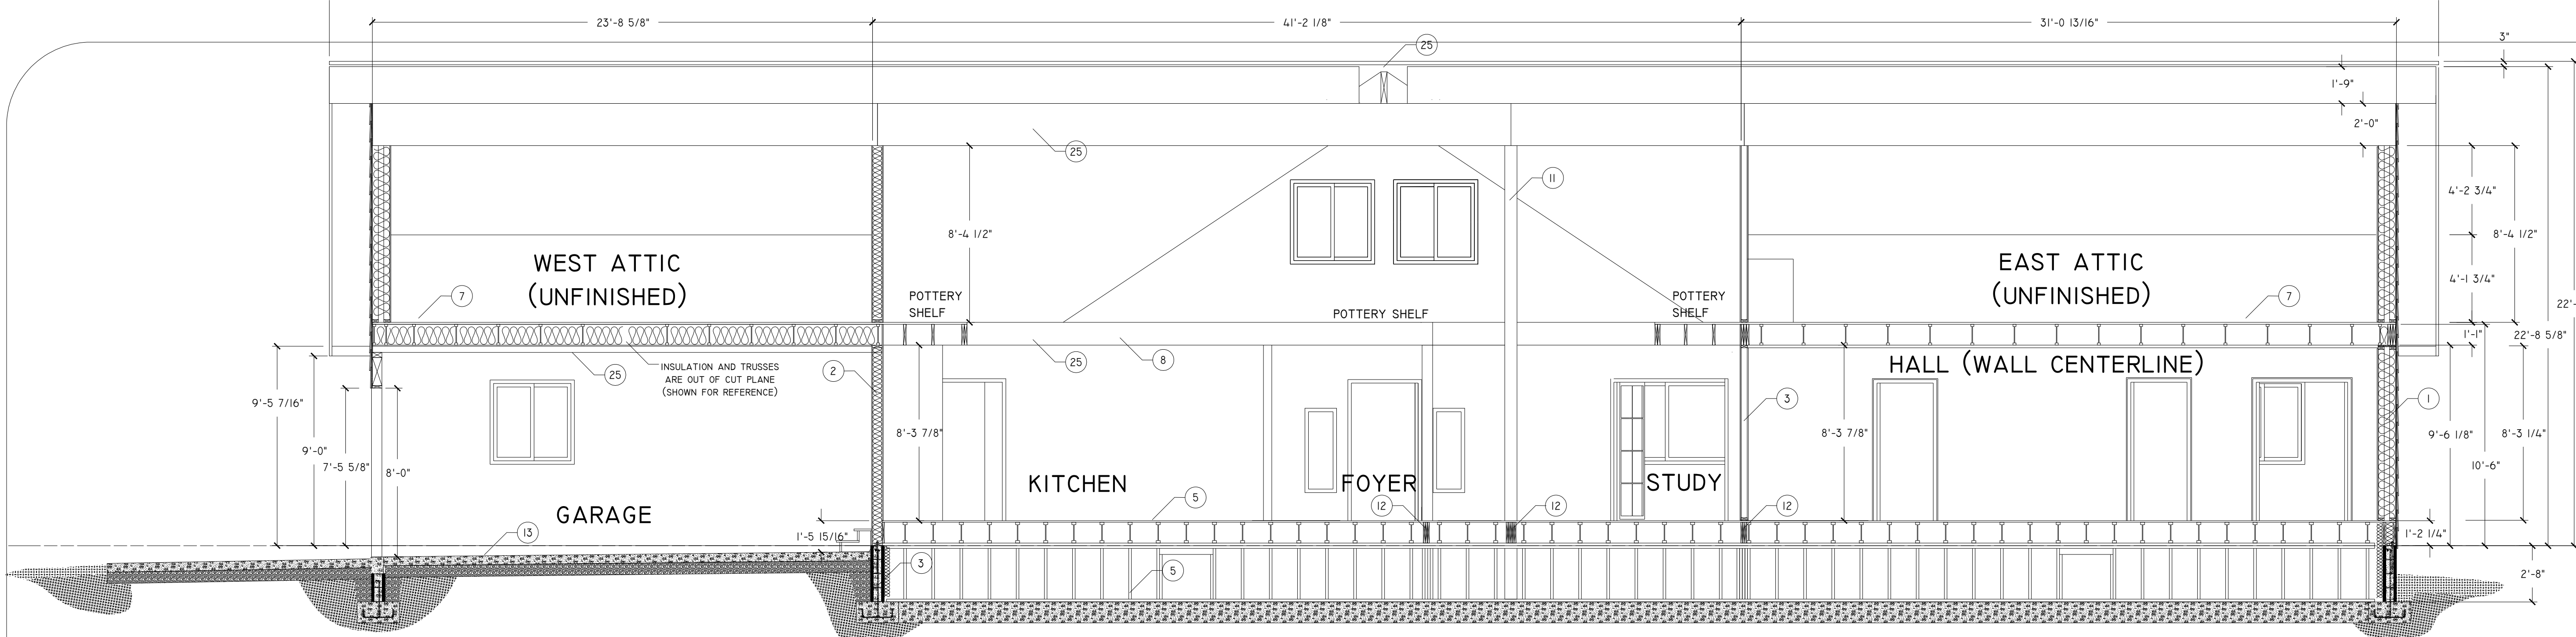 23'-8 5/8"
41'-2 1/8"
31'-0 13/16"
25
3"
1'-9"
2'-0"
25
11
8'-4 1/2"
4'-2 3/4"
8'-4 1/2"
4'-1 3/4"
WEST ATTIC
(UNFINISHED)
7
POTTERY
SHELF
POTTERY SHELF
POTTERY
SHELF
EAST ATTIC
(UNFINISHED)
7
22'-
1'-1"
22'-8 5/8"
25
8
25
INSULATION AND TRUSSES
ARE OUT OF CUT PLANE
(SHOWN FOR REFERENCE)
2
HALL (WALL CENTERLINE)
3
1
9'-5 7/16"
9'-0"
7'-5 5/8"
8'-0"
8'-3 7/8"
8'-3 7/8"
9'-6 1/8"
8'-3 1/4"
10'-6"
KITCHEN
FOYER
STUDY
5
12
12
12
GARAGE
13
1'-5 15/16"
1'-2 1/4"
3
5
2'-8"